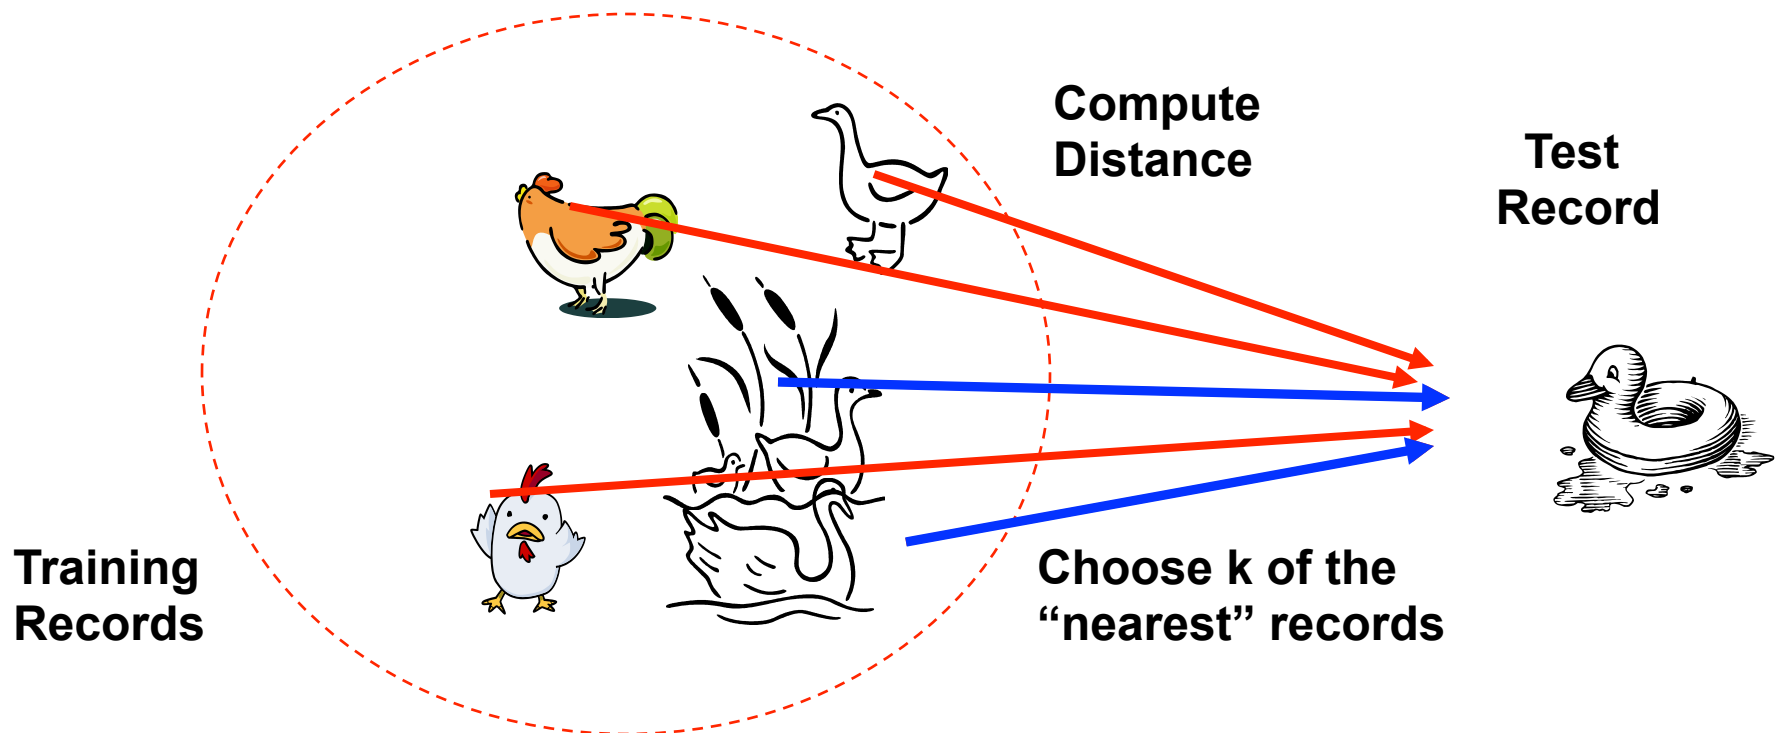 Compute
Distance
Test
Record
Training
Records
Choose k of the
“nearest” records